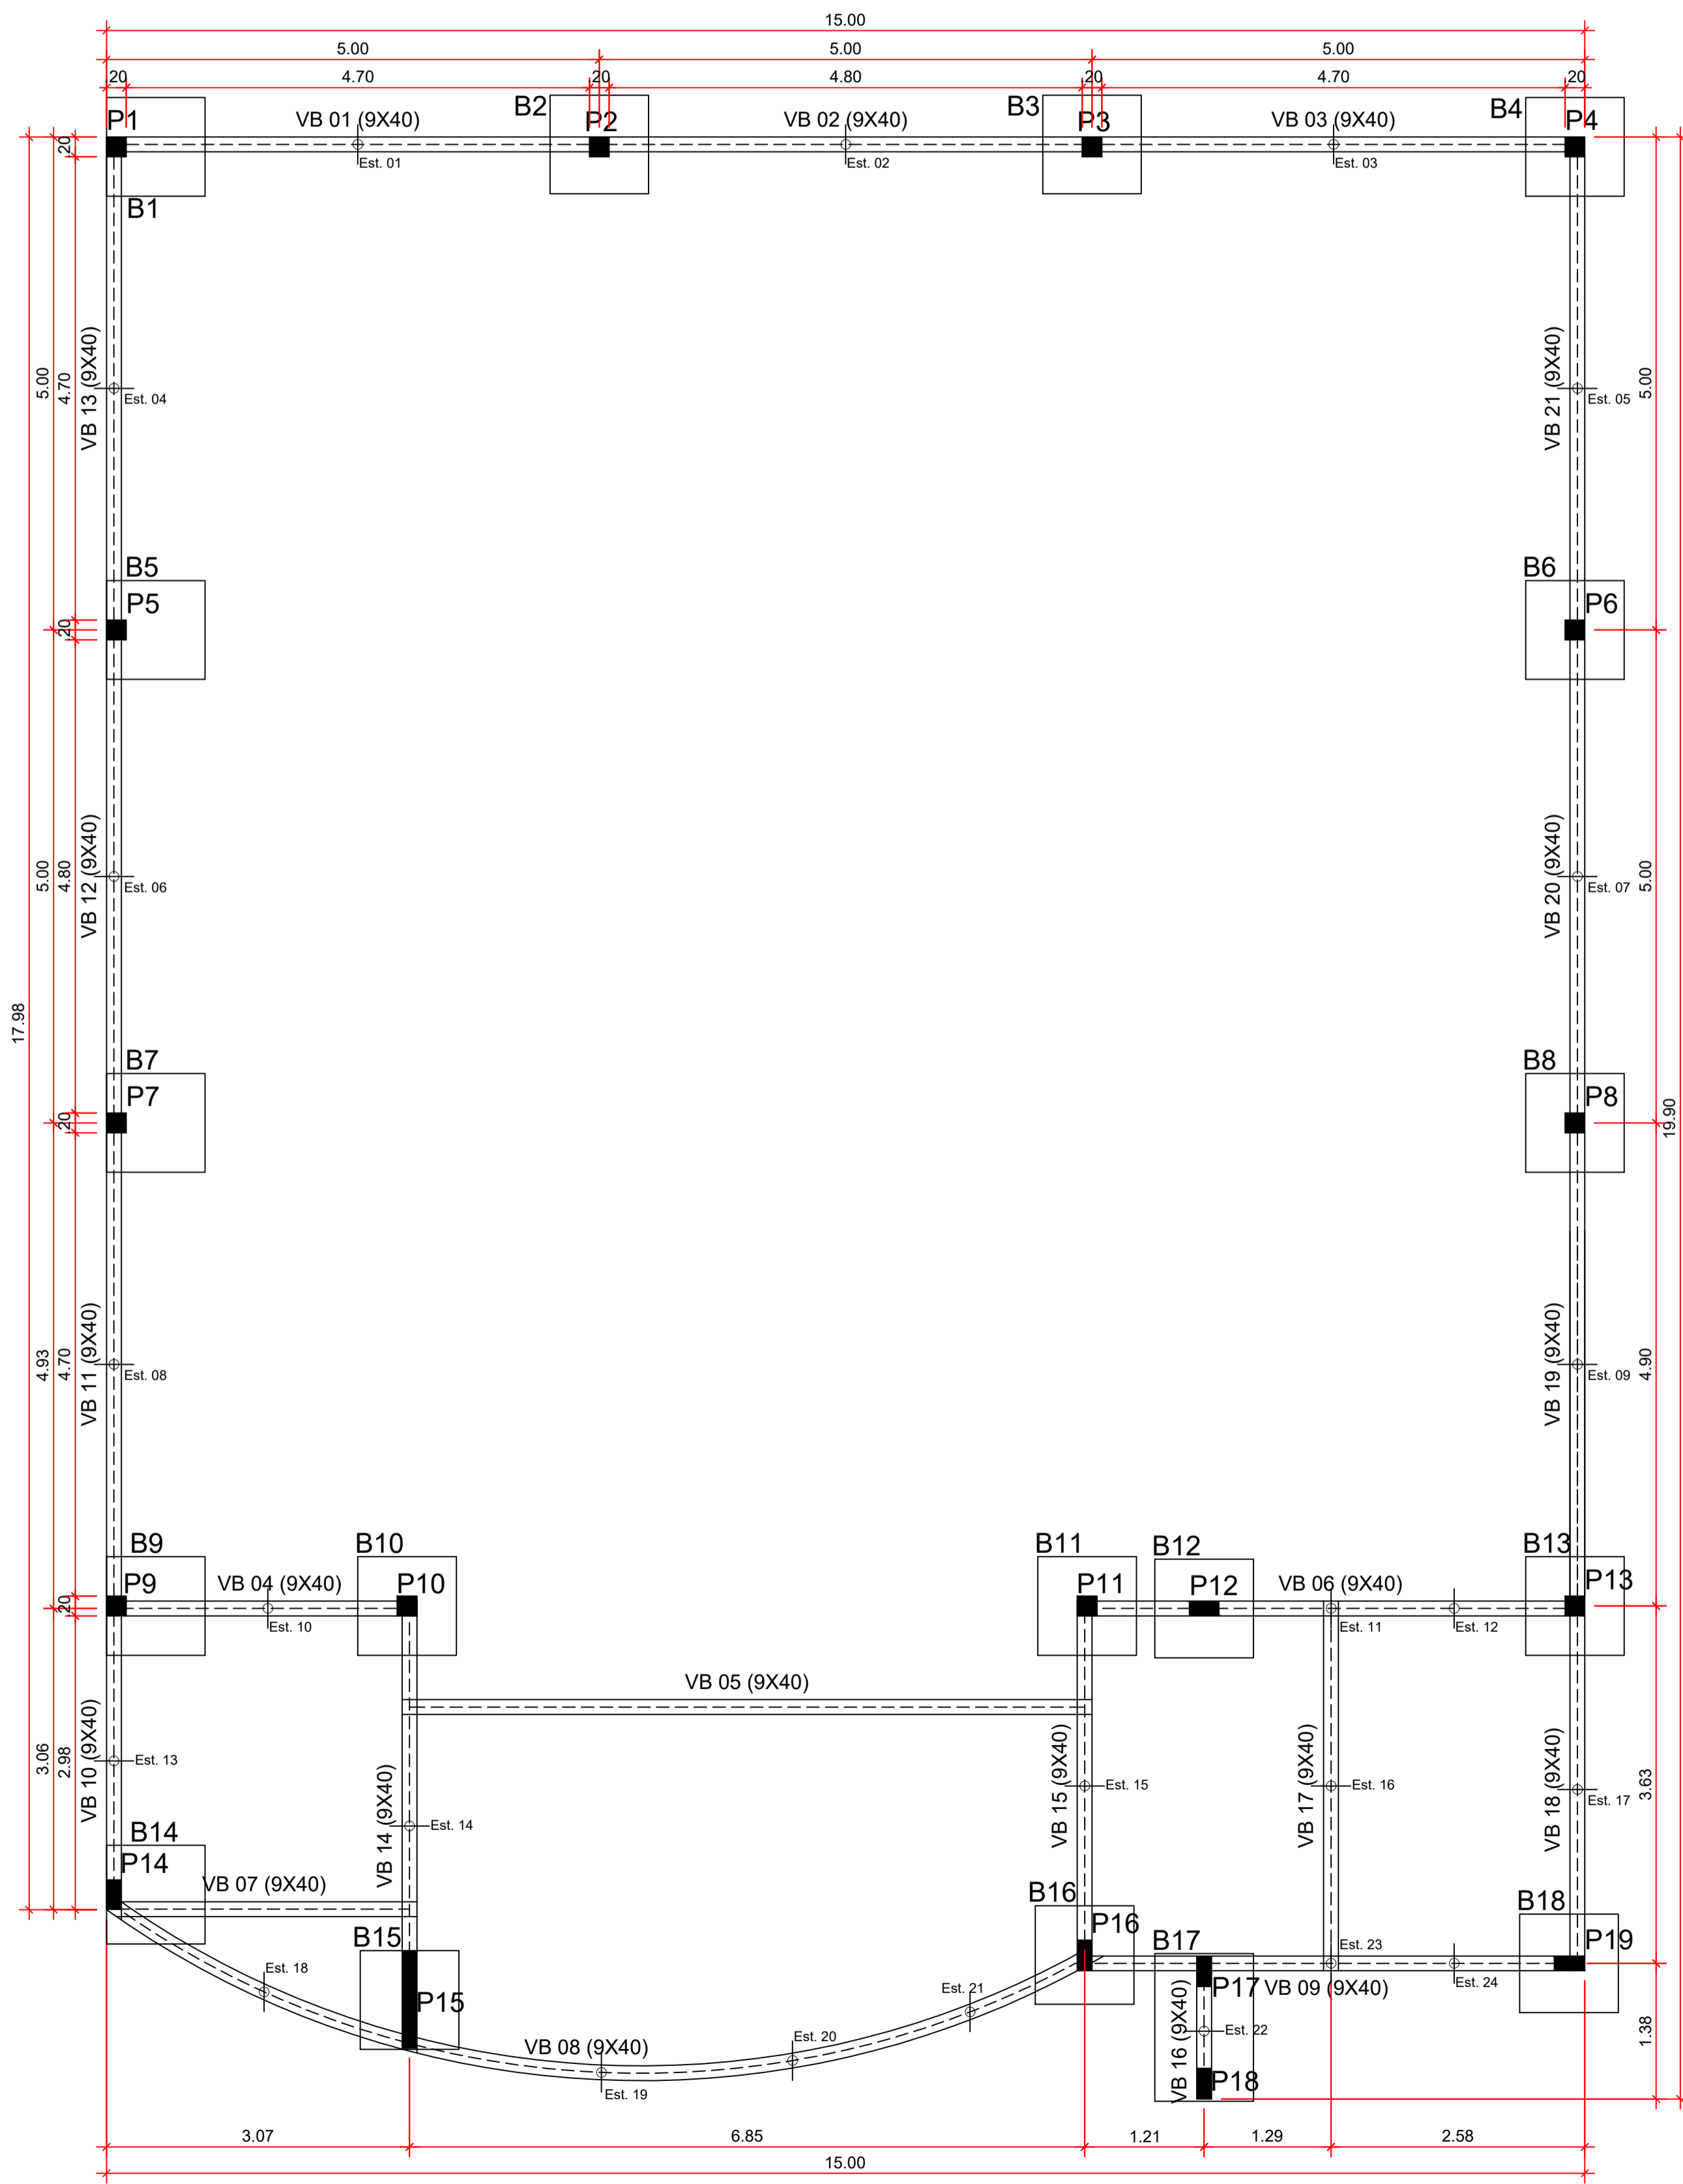 15.00
5.00 5.00 5.00
.20 4.70 .20 4.80 .20 4.70 .20
P1 VB 01 (9X40) B2 P2 VB 02 (9X40) B3 P3 VB 03 (9X40) B4 P4
.20
Est. 01 Est. 02 Est. 03
B1
5.00 4.70 VB 13 (9X40) Est. 04
VB 21 (9X40) Est. 05 5.00
B5 B6
P5 P6
.20
5.00 4.80 VB 12 (9X40) Est. 06
VB 20 (9X40) Est. 07 5.00
17.98
B7 B8
P7 P8
.20
19.90
4.93 4.70 VB 11 (9X40) Est. 08
VB 19 (9X40) Est. 09 4.90
B9 B10 B11 B12 B13
P9 VB 04 (9X40) P10 P11 P12 VB 06 (9X40) P13
.20
Est. 10 Est. 11 Est. 12
VB 05 (9X40)
3.06 2.98 VB 10 (9X40) Est. 13
VB 14 (9X40) Est. 14
VB 15 (9X40) Est. 15
VB 17 (9X40) Est. 16
VB 18 (9X40) Est. 17 3.63
B14
P14
VB 07 (9X40)
B16 B18
P16
B15 B17 Est. 23 P19
Est. 18 P15 Est. 21 P17 VB 09 (9X40) Est. 24
VB 16 (9X40) Est. 22 1.38
VB 08 (9X40) Est. 20
Est. 19 P18
3.07 6.85 1.21 1.29 2.58
15.00